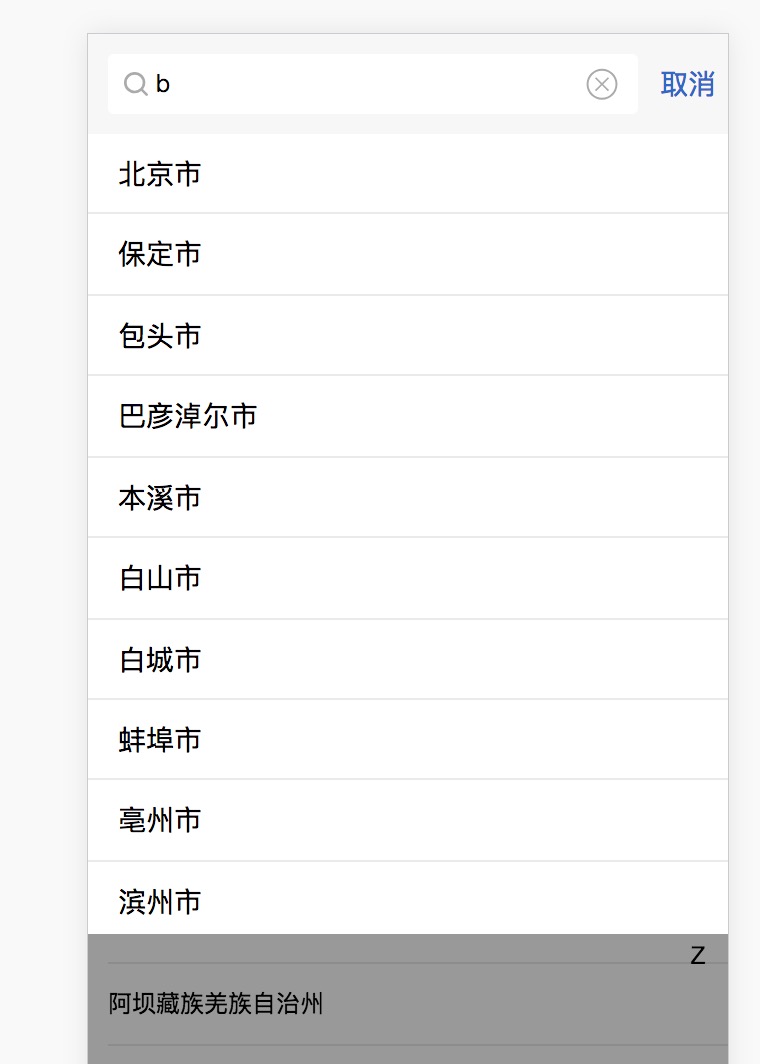 b 取消
北京市
保定市
包头市
巴彦淖尔市
本溪市
白山市
白城市
蚌埠市
亳州市
滨州市
Z
阿坝藏族羌族自治州